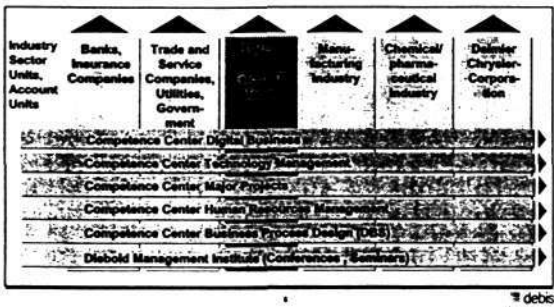 Industry
Sector
Units,
Account
Units
Banks,
Insurance
Companies
Trade and
Service
Companies,
Utilities,
Govern-
ment
Manu-
facturing
Industry
Chemical/
pharma-
ceutical
Industry
Daimler
Chrysler-
Corpora-
tion
Competence Center Digital Business
Competence Center Technology Management
Competence Center Major Projects
Competence Center Human Resources Management
Competence Center Business Process Design (DBS)
Diebold Management Institute (Conferences, Seminars)
debis